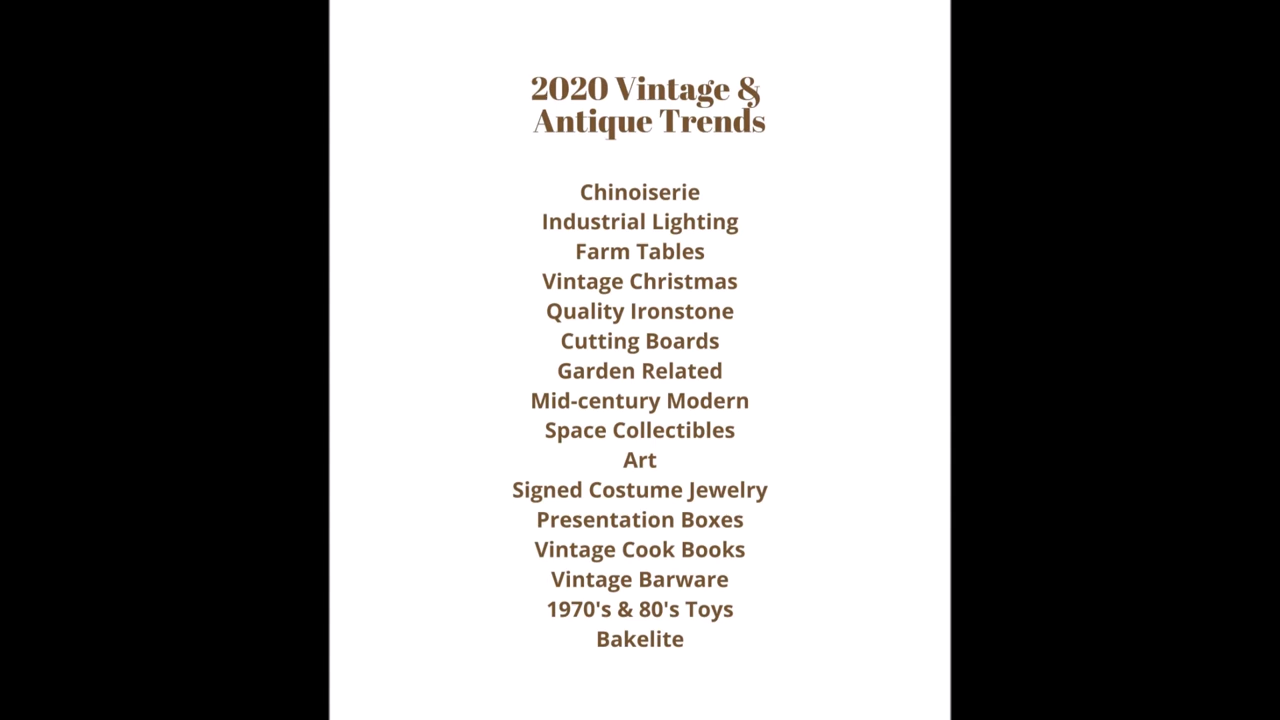 2020 Vintage &
Antique Trends
Chinoiserie
Industrial Lighting
Farm Tables
Vintage Christmas
Quality Ironstone
Cutting Boards
Garden Related
Mid-century Modern
Space Collectibles
Art
Signed Costume Jewelry
Presentation Boxes
Vintage Cook Books
Vintage Barware
1970's & 80's Toys
Bakelite